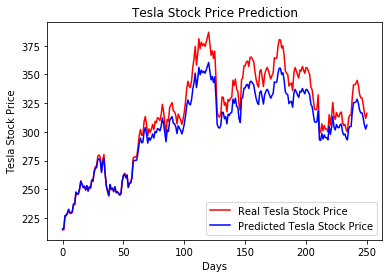 Tesla Stock Price Prediction
375
350
325
300
275
250
225
Tesla Stock Price
Real Tesla Stock Price
Predicted Tesla Stock Price
0
50
100
150
200
250
Days